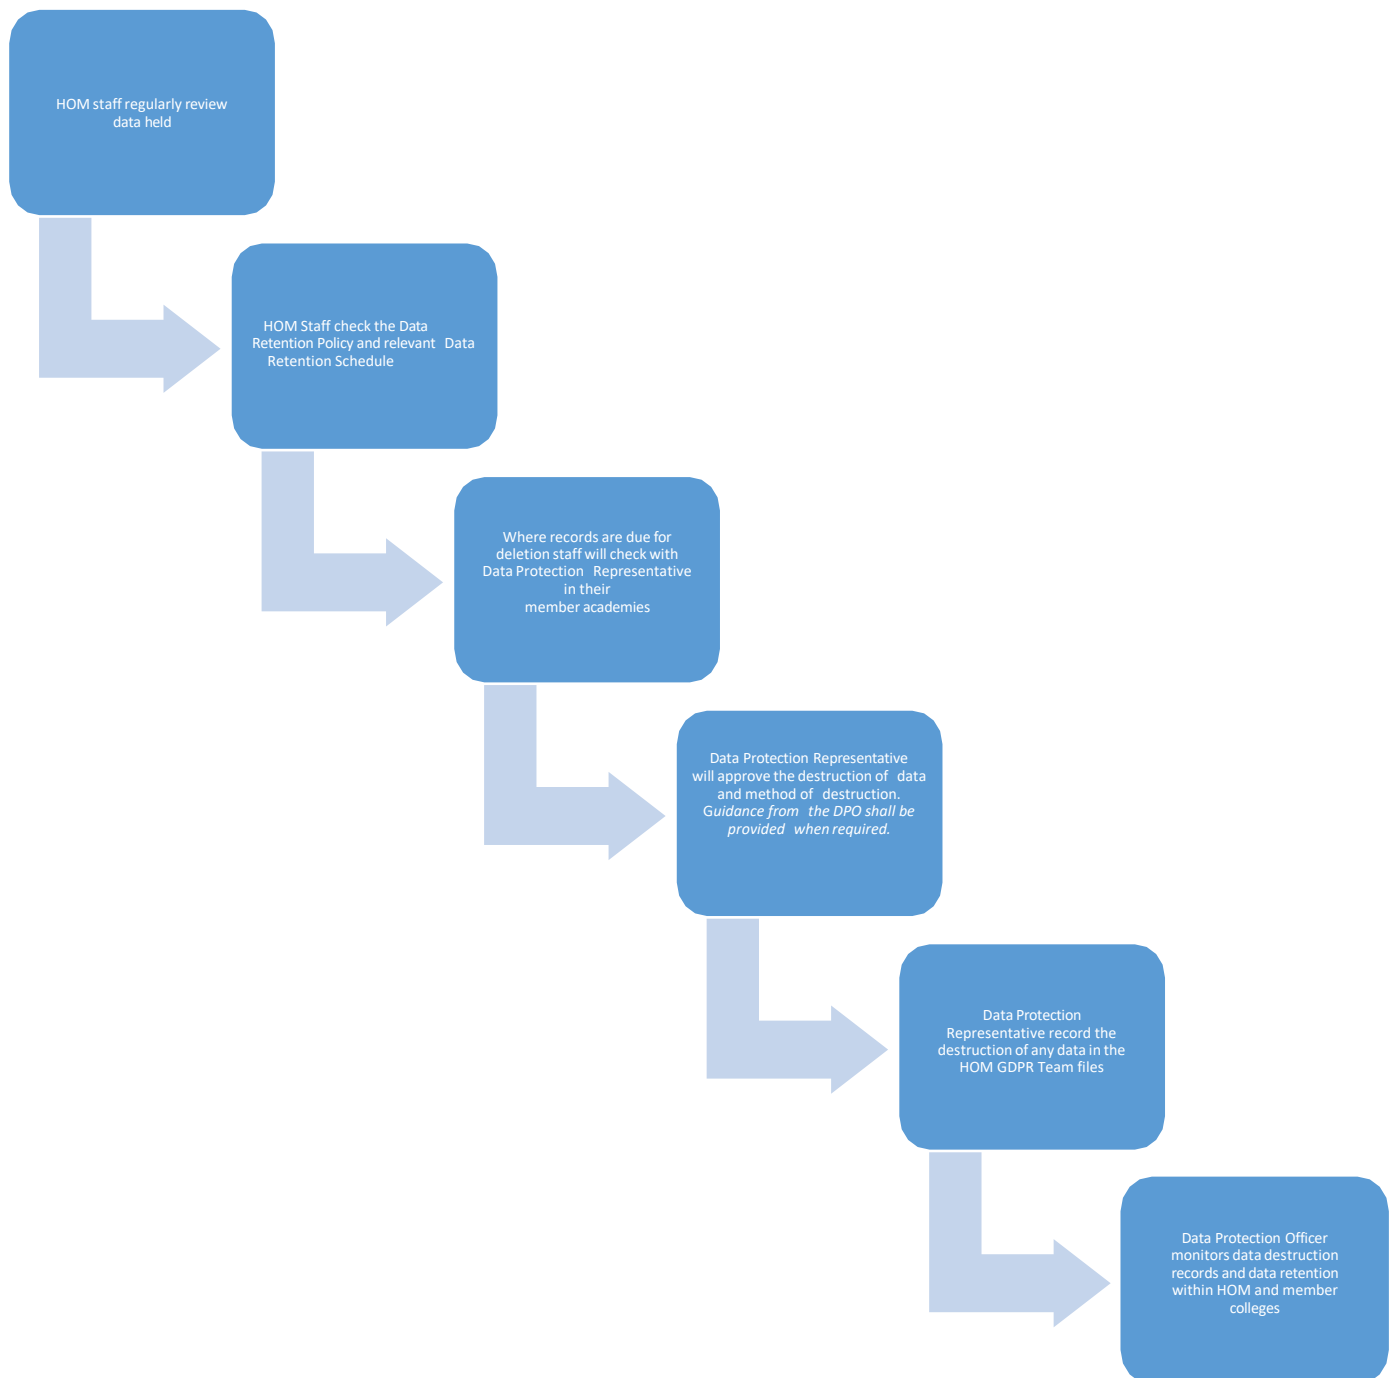 HOM staff regularly review
data held
HOM Staff check the Data
Retention Policy and relevant Data
Retention Schedule
Where records are due for
deletion staff will check with
Data Protection Representative
in their
member academies
Data Protection Representative
will approve the destruction of data
and method of destruction.
Guidance from the DPO shall be
provided when required.
Data Protection
Representative record the
destruction of any data in the
HOM GDPR Team files
Data Protection Officer
monitors data destruction
records and data retention
within HOM and member
colleges